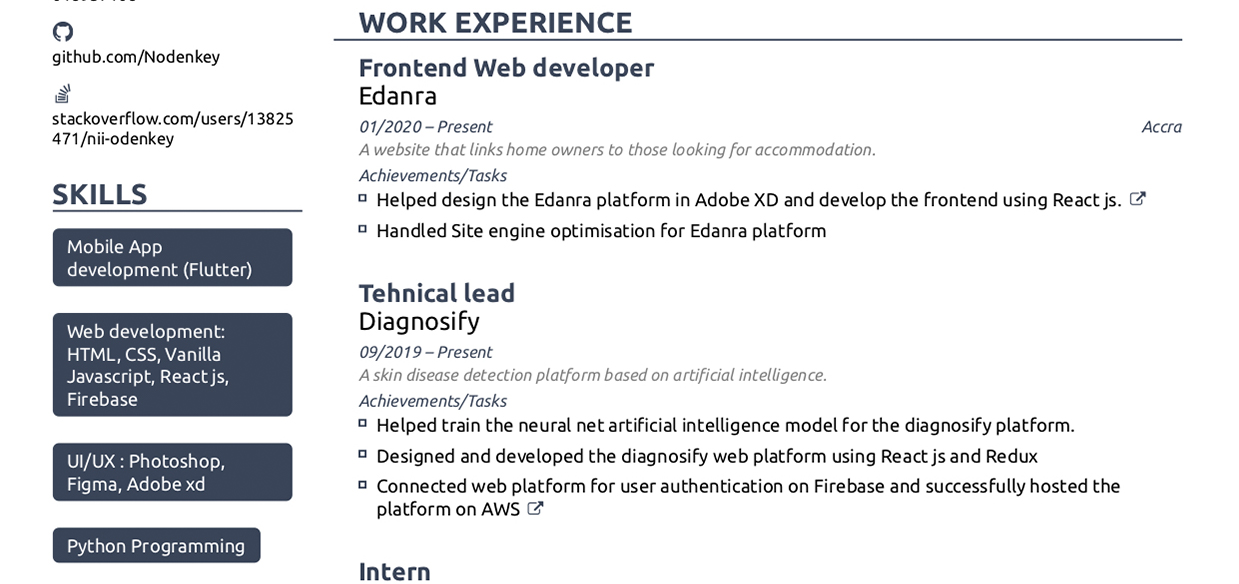 github.com/Nodenkey
stackoverflow.com/users/13825
471/nii-odenkey
SKILLS
Mobile App
development (Flutter)
Web development:
HTML, CSS, Vanilla
Javascript, React js,
Firebase
UI/UX : Photoshop,
Figma, Adobe xd
Python Programming
WORK EXPERIENCE
Frontend Web developer
Edanra
01/2020 – Present Accra
A website that links home owners to those looking for accommodation.
Achievements/Tasks
Helped design the Edanra platform in Adobe XD and develop the frontend using React js.
Handled Site engine optimisation for Edanra platform
Tehnical lead
Diagnosify
09/2019 – Present
A skin disease detection platform based on artificial intelligence.
Achievements/Tasks
Helped train the neural net artificial intelligence model for the diagnosify platform.
Designed and developed the diagnosify web platform using React js and Redux
Connected web platform for user authentication on Firebase and successfully hosted the
platform on AWS
Intern